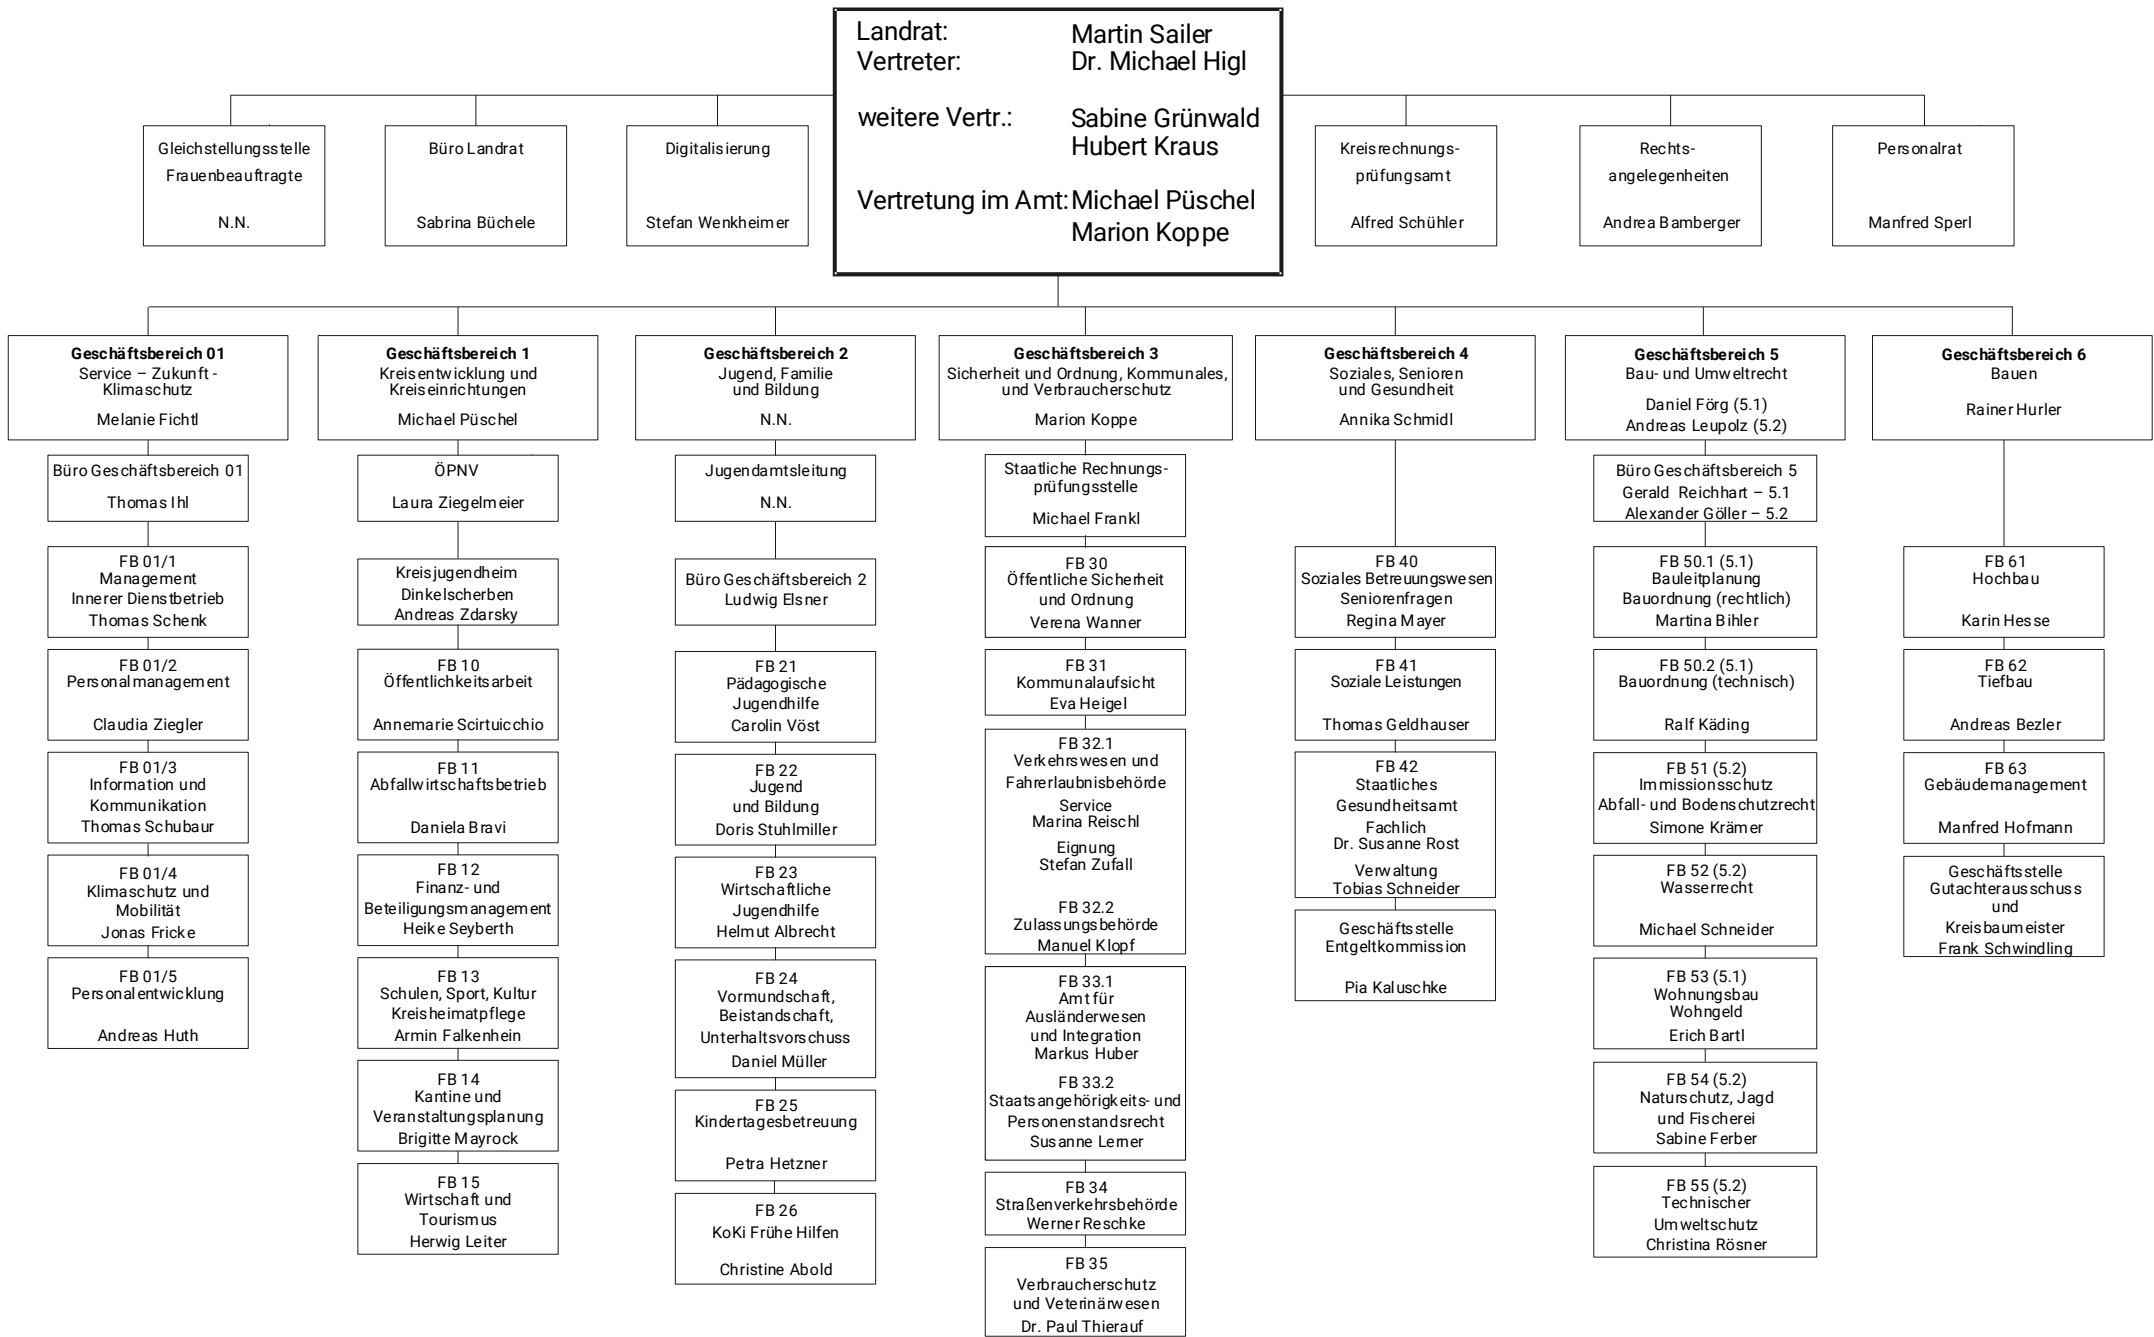 Landrat: Martin Sailer
Vertreter: Dr. Michael Higl
weitere Vertr.: Sabine Grünwald
Hubert Kraus
Vertretung im Amt: Michael Püschel
Marion Koppe
Gleichstellungsstelle
Frauenbeauftragte
N.N.
Büro Landrat
Sabrina Büchele
Digitalisierung
Stefan Wenkheimer
Kreisrechnungs-
prüfungsamt
Alfred Schühler
Rechts-
angelegenheiten
Andrea Bamberger
Personalrat
Manfred Sperl
Geschäftsbereich 01
Service – Zukunft -
Klimaschutz
Melanie Fichtl
Büro Geschäftsbereich 01
Thomas Ihl
FB 01/1
Management
Innerer Dienstbetrieb
Thomas Schenk
FB 01/2
Personalmanagement
Claudia Ziegler
FB 01/3
Information und
Kommunikation
Thomas Schubaur
FB 01/4
Klimaschutz und
Mobilität
Jonas Fricke
FB 01/5
Personalentwicklung
Andreas Huth
Geschäftsbereich 1
Kreisentwicklung und
Kreiseinrichtungen
Michael Püschel
ÖPNV
Laura Ziegelmeier
Kreisjugendheim
Dinkelscherben
Andreas Zdarsky
FB 10
Öffentlichkeitsarbeit
Annemarie Scirtuicchio
FB 11
Abfallwirtschaftsbetrieb
Daniela Bravi
FB 12
Finanz- und
Beteiligungsmanagement
Heike Seyberth
FB 13
Schulen, Sport, Kultur
Kreisheimatpflege
Armin Falkenhein
FB 14
Kantine und
Veranstaltungsplanung
Brigitte Mayrock
FB 15
Wirtschaft und
Tourismus
Herwig Leiter
Geschäftsbereich 2
Jugend, Familie
und Bildung
N.N.
Jugendamtsleitung
N.N.
Büro Geschäftsbereich 2
Ludwig Elsner
FB 21
Pädagogische
Jugendhilfe
Carolin Vöst
FB 22
Jugend
und Bildung
Doris Stuhlmiller
FB 23
Wirtschaftliche
Jugendhilfe
Helmut Albrecht
FB 24
Vormundschaft,
Beistandschaft,
Unterhaltsvorschuss
Daniel Müller
FB 25
Kindertagesbetreuung
Petra Hetzner
FB 26
KoKi Frühe Hilfen
Christine Abold
Geschäftsbereich 3
Sicherheit und Ordnung, Kommunales,
und Verbraucherschutz
Marion Koppe
Staatliche Rechnungs-
prüfungsstelle
Michael Frankl
FB 30
Öffentliche Sicherheit
und Ordnung
Verena Wanner
FB 31
Kommunalaufsicht
Eva Heigel
FB 32.1
Verkehrswesen und
Fahrerlaubnisbehörde
Service
Marina Reischl
Eignung
Stefan Zufall
FB 32.2
Zulassungsbehörde
Manuel Klopf
FB 33.1
Amt für
Ausländerwesen
und Integration
Markus Huber
FB 33.2
Staatsangehörigkeits- und
Personenstandsrecht
Susanne Lerner
FB 34
Straßenverkehrsbehörde
Werner Reschke
FB 35
Verbraucherschutz
und Veterinärwesen
Dr. Paul Thierauf
Geschäftsbereich 4
Soziales, Senioren
und Gesundheit
Annika Schmidl
FB 40
Soziales Betreuungswesen
Seniorenfragen
Regina Mayer
FB 41
Soziale Leistungen
Thomas Geldhauser
FB 42
Staatliches
Gesundheitsamt
Fachlich
Dr. Susanne Rost
Verwaltung
Tobias Schneider
Geschäftsstelle
Entgeltkommission
Pia Kaluschke
Geschäftsbereich 5
Bau- und Umweltrecht
Daniel Förg (5.1)
Andreas Leupolz (5.2)
Büro Geschäftsbereich 5
Gerald Reichhart – 5.1
Alexander Göller – 5.2
FB 50.1 (5.1)
Bauleitplanung
Bauordnung (rechtlich)
Martina Bihler
FB 50.2 (5.1)
Bauordnung (technisch)
Ralf Käding
FB 51 (5.2)
Immissionsschutz
Abfall- und Bodenschutzrecht
Simone Krämer
FB 52 (5.2)
Wasserrecht
Michael Schneider
FB 53 (5.1)
Wohnungsbau
Wohngeld
Erich Bartl
FB 54 (5.2)
Naturschutz, Jagd
und Fischerei
Sabine Ferber
FB 55 (5.2)
Technischer
Umweltschutz
Christina Rösner
Geschäftsbereich 6
Bauen
Rainer Hurler
FB 61
Hochbau
Karin Hesse
FB 62
Tiefbau
Andreas Bezler
FB 63
Gebäudemanagement
Manfred Hofmann
Geschäftsstelle
Gutachterausschuss
und
Kreisbaumeister
Frank Schwindling